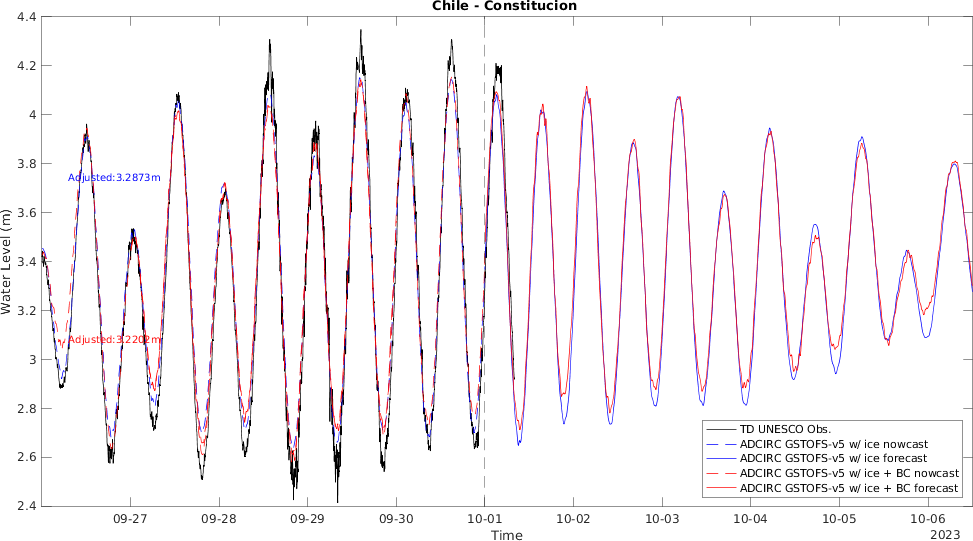 Chile - Constitucion
4.4
4.2
4
3.8
3.6
3.4
3.2
3
2.8
2.6
2.4
Water Level (m)
Adjusted:3.2873m
Adjusted:3.2202m
TD UNESCO Obs.
ADCIRC GSTOFS-v5 w/ ice nowcast
ADCIRC GSTOFS-v5 w/ ice forecast
ADCIRC GSTOFS-v5 w/ ice + BC nowcast
ADCIRC GSTOFS-v5 w/ ice + BC forecast
09-27 09-28 09-29 09-30 10-01 10-02 10-03 10-04 10-05 10-06
Time
2023